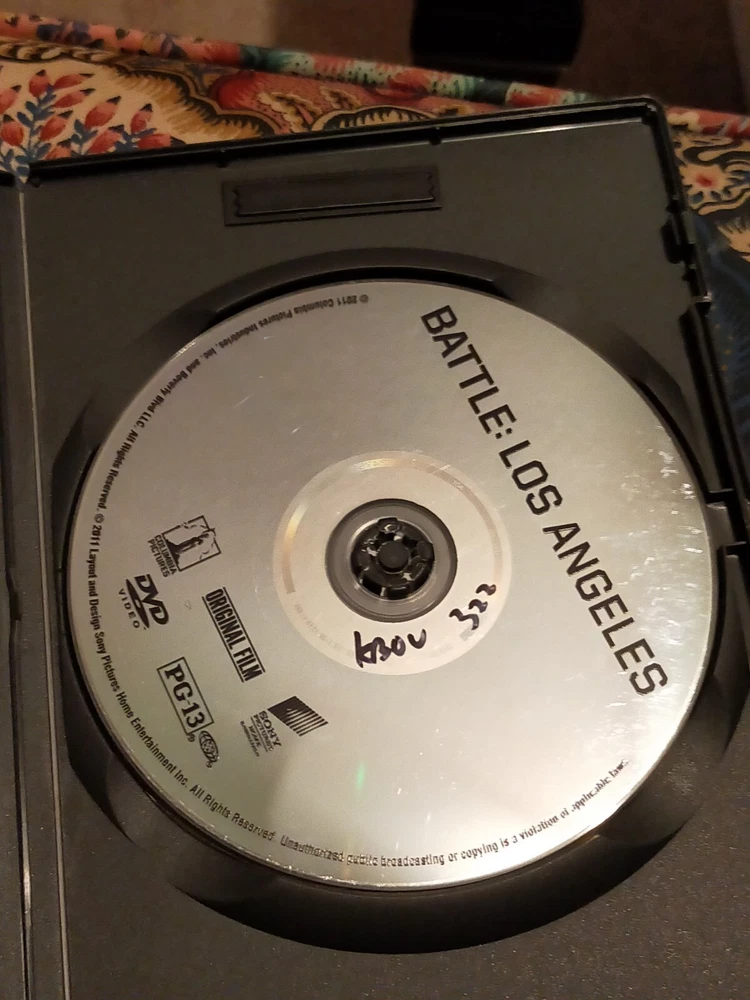 BATTLE: LOS ANGELES
COLUMBIA
PICTURES
DVD
VIDEO
ORIGINAL FILM
PG-13
SONY
PICTURES
HOME
322
© 2011 Columbia Pictures Industries, Inc. and Beverly Blvd LLC. All Rights Reserved. © 2011 Layout and Design Sony Pictures Home Entertainment Inc. All Rights Reserved. Unauthorized public broadcasting or copying is a violation of applicable law.